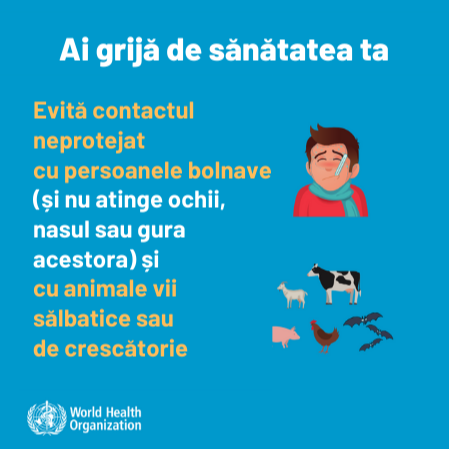 Ai grijă de sănătatea ta
Evită contactul
neprotejat
cu persoanele bolnave
(și nu atinge ochii,
nasul sau gura
acestora) și
cu animale vii
sălbatice sau
de crescătorie
World Health
Organization